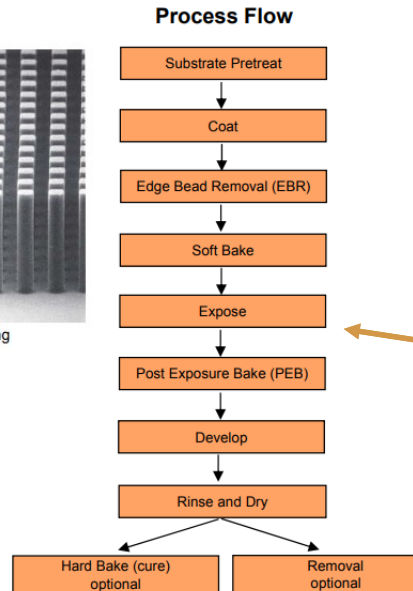 Process Flow
Substrate Pretreat
Coat
Edge Bead Removal (EBR)
Soft Bake
Expose
Post Exposure Bake (PEB)
Develop
Rinse and Dry
Hard Bake (cure)
optional
Removal
optional